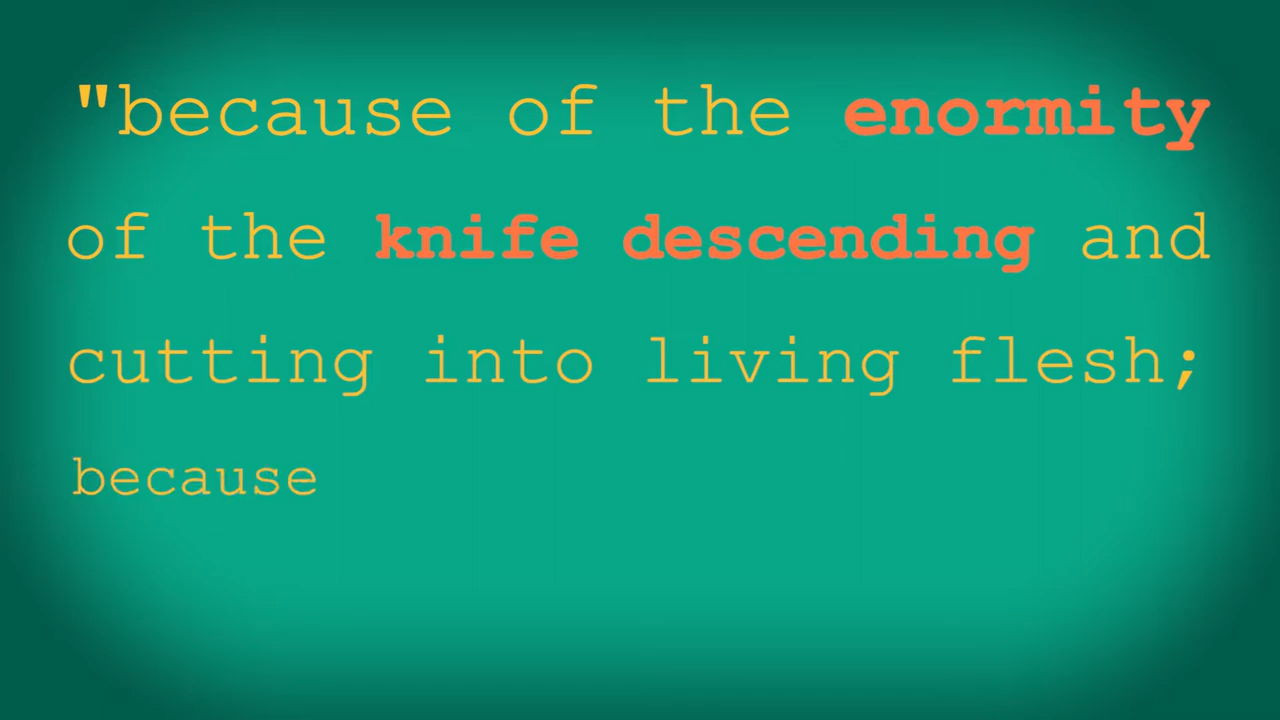 "because of the enormity
of the knife descending and
cutting into living flesh;
because